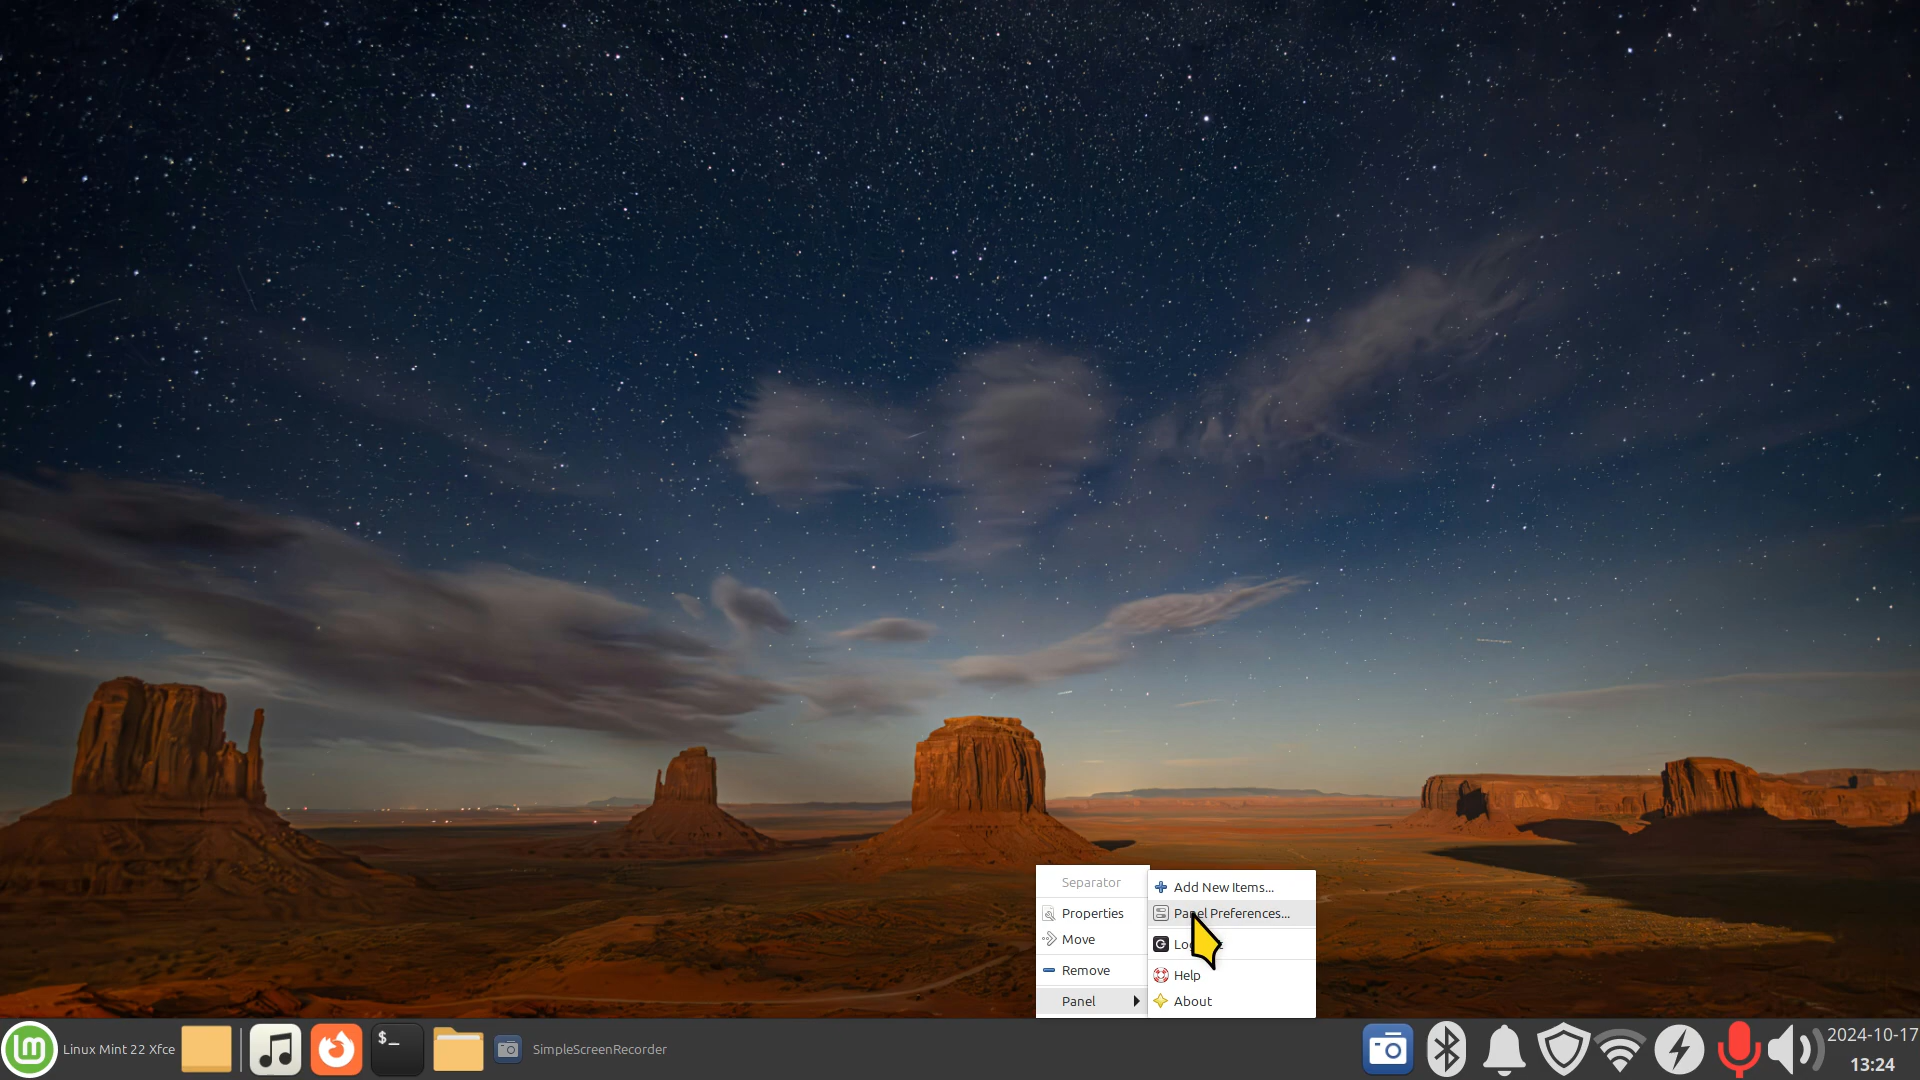 Separator
Properties
Move
Remove
Panel
Add New Items...
Panel Preferences...
Help
About
Linux Mint 22 Xfce
$_
SimpleScreenRecorder
2024-10-17
13:24